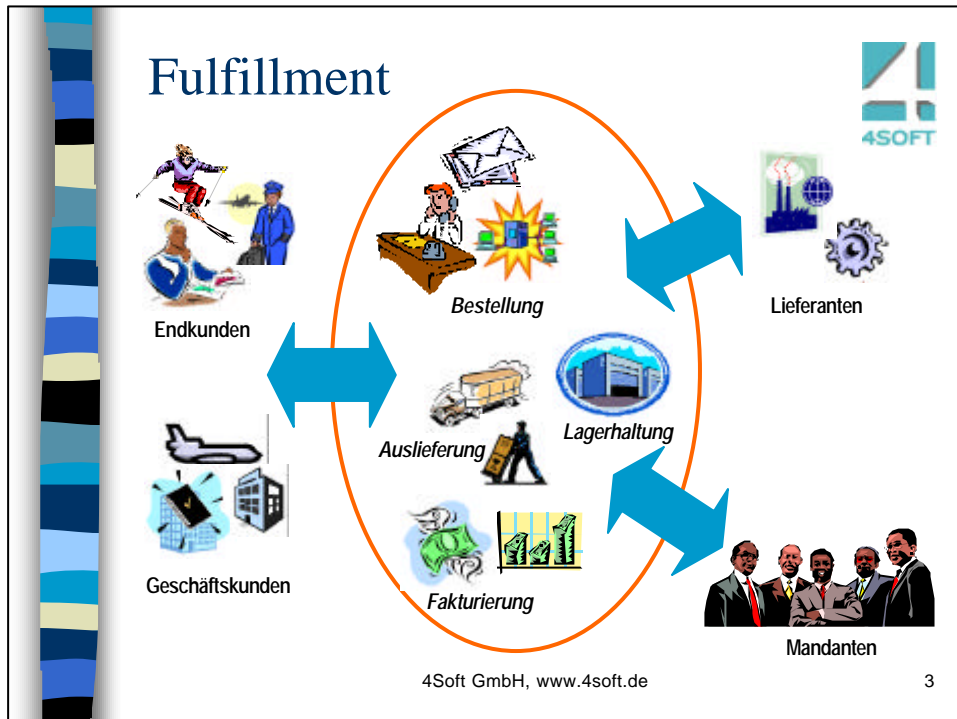 Fulfillment
4SOFT
Bestellung
Lieferanten
Endkunden
Auslieferung
Lagerhaltung
Geschäftskunden
Fakturierung
Mandanten
4Soft GmbH, www.4soft.de
3